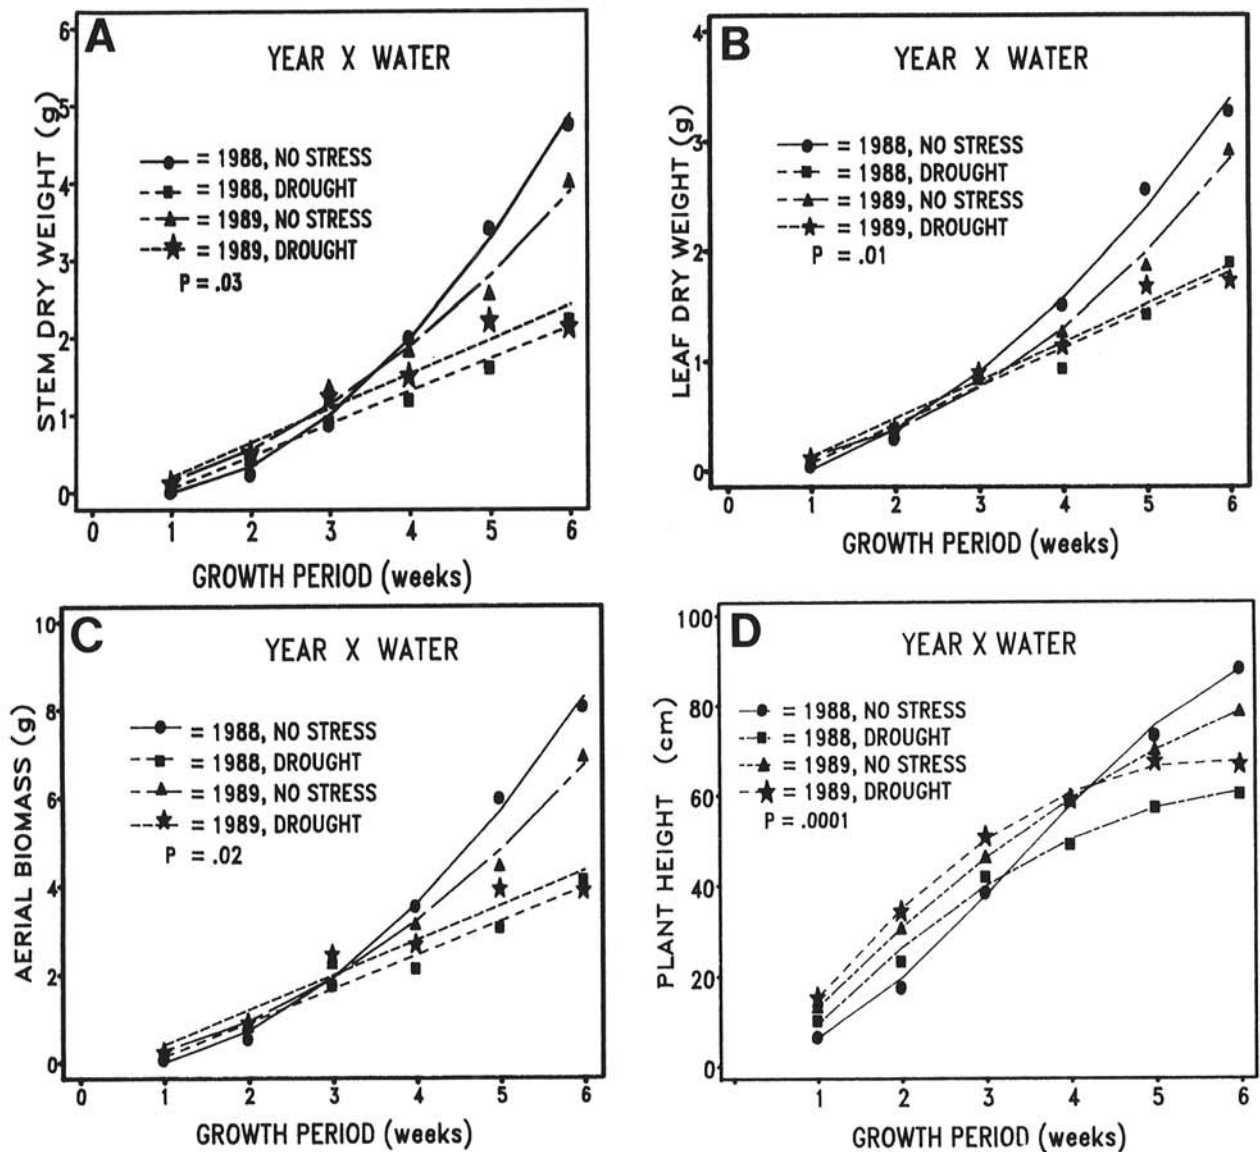 A
YEAR X WATER
6
5
4
3
2
1
0
STEM DRY WEIGHT (g)
= 1988, NO STRESS
= 1988, DROUGHT
= 1989, NO STRESS
= 1989, DROUGHT
P = .03
0 1 2 3 4 5 6
GROWTH PERIOD (weeks)
B
YEAR X WATER
4
3
2
1
0
LEAF DRY WEIGHT (g)
= 1988, NO STRESS
= 1988, DROUGHT
= 1989, NO STRESS
= 1989, DROUGHT
P = .01
0 1 2 3 4 5 6
GROWTH PERIOD (weeks)
C
YEAR X WATER
10
8
6
4
2
0
AERIAL BIOMASS (g)
= 1988, NO STRESS
= 1988, DROUGHT
= 1989, NO STRESS
= 1989, DROUGHT
P = .02
0 1 2 3 4 5 6
GROWTH PERIOD (weeks)
D
YEAR X WATER
100
80
60
40
20
0
PLANT HEIGHT (cm)
= 1988, NO STRESS
= 1988, DROUGHT
= 1989, NO STRESS
= 1989, DROUGHT
P = .0001
1 2 3 4 5 6
GROWTH PERIOD (weeks)